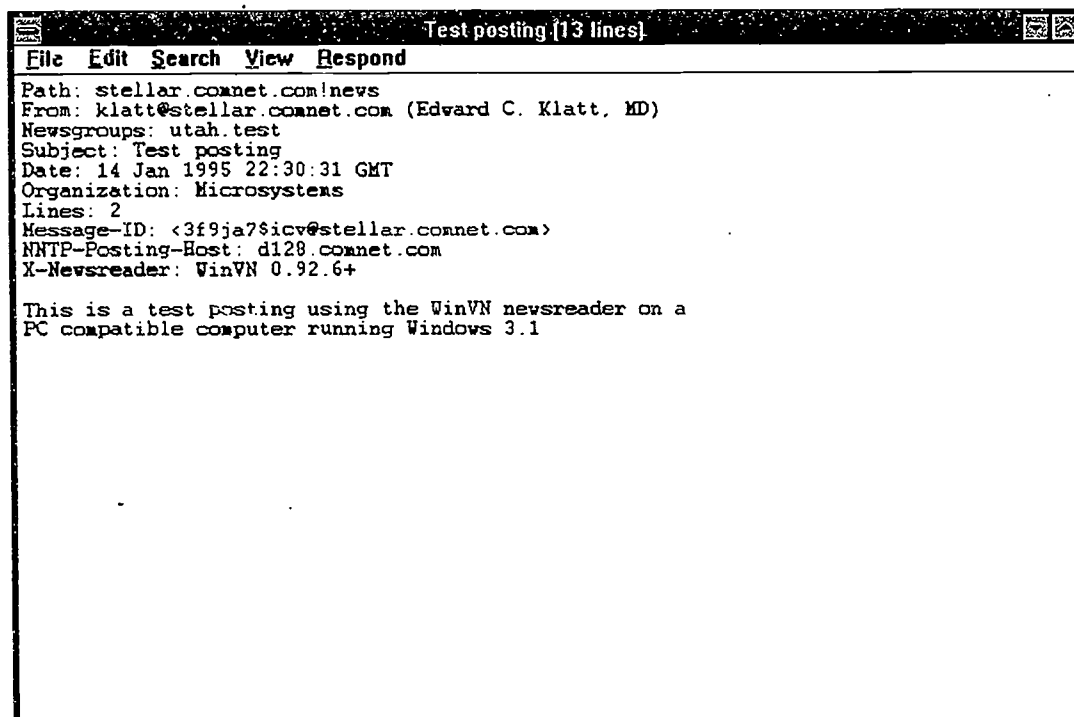 Test posting [13 lines]
File Edit Search View Respond
Path: stellar.comnet.com!news
From: klatt@stellar.comnet.com (Edward C. Klatt, MD)
Newsgroups: utah.test
Subject: Test posting
Date: 14 Jan 1995 22:30:31 GMT
Organization: Microsystems
Lines: 2
Message-ID: <3f9ja7$icv@stellar.comnet.com>
NNTP-Posting-Host: d128.comnet.com
X-Newsreader: WinVN 0.92.6+
This is a test posting using the WinVN newsreader on a
PC compatible computer running Windows 3.1